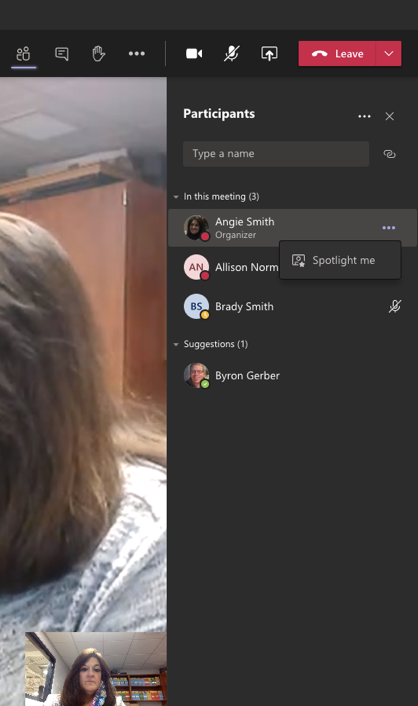 Leave
Participants
Type a name
In this meeting (3)
Angie Smith
Organizer
Spotlight me
AN Allison Norm
BS Brady Smith
Suggestions (1)
Byron Gerber